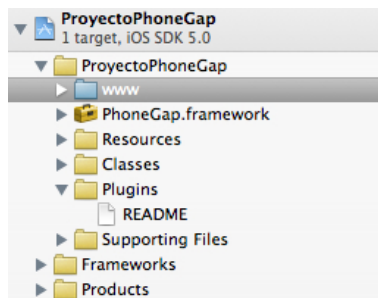 ProyectoPhoneGap
1 target, iOS SDK 5.0
ProyectoPhoneGap
www
PhoneGap.framework
Resources
Classes
Plugins
README
Supporting Files
Frameworks
Products